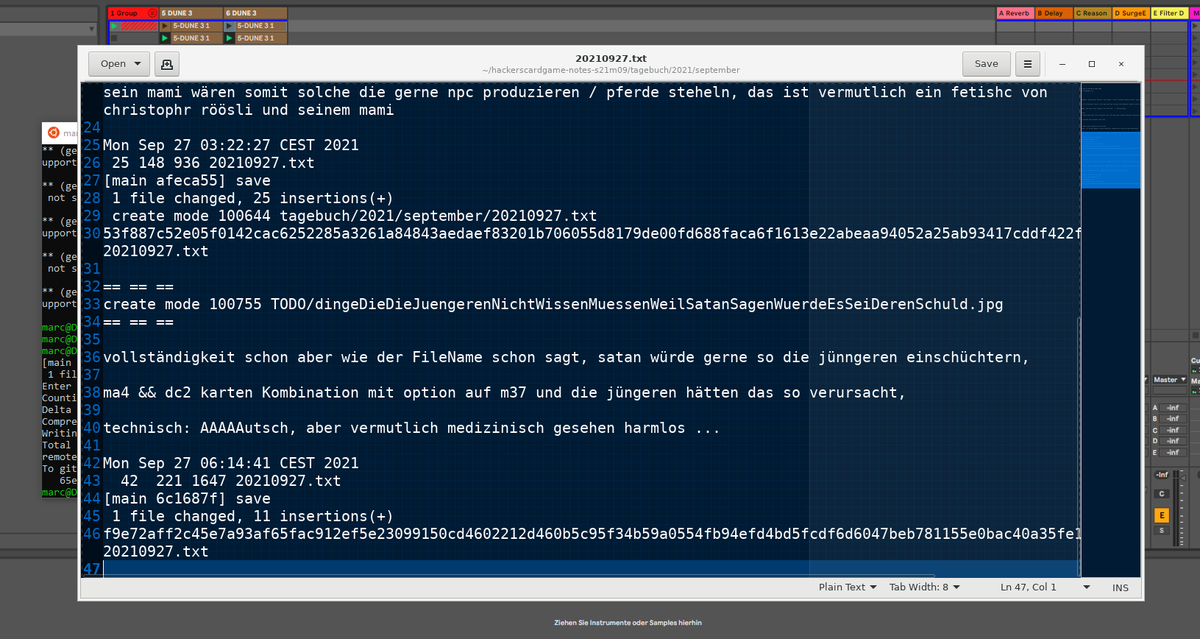 1 Group
5 DUNE 3
6 DUNE 3
A Reverb
B Delay
C Reason
D SurgeE
E Filter D
5-DUNE 3 1
5-DUNE 3 1
5-DUNE 3 1
5-DUNE 3 1
Open
20210927.txt
~/hackerscardgame-notes-s21m09/tagebuch/2021/september
Save
sein mami wären somit solche die gerne npc produzieren / pferde steheln, das ist vermutlich ein fetishc von
christophr röösli und seinem mami
24
25 Mon Sep 27 03:22:27 CEST 2021
26  25 148 936 20210927.txt
27 [main afeca55] save
28  1 file changed, 25 insertions(+)
29  create mode 100644 tagebuch/2021/september/20210927.txt
30 53f887c52e05f0142cac6252285a3261a84843aedaef83201b706055d8179de00fd688faca6f1613e22abeaa94052a25ab93417cddf422f
20210927.txt
31
32 == == ==
33 create mode 100755 TODO/dingeDieDieJuengerenNichtWissenMuessenWeilSatanSagenWuerdeEsSeiDerenSchuld.jpg
34 == == ==
35
36 vollständigkeit schon aber wie der FileName schon sagt, satan würde gerne so die jünngeren einschüchtern,
37
38 ma4 && dc2 karten Kombination mit option auf m37 und die jüngeren hätten das so verursacht,
39
40 technisch: AAAAAutsch, aber vermutlich medizinisch gesehen harmlos ...
41
42 Mon Sep 27 06:14:41 CEST 2021
43   42  221 1647 20210927.txt
44 [main 6c1687f] save
45  1 file changed, 11 insertions(+)
46 f9e72aff2c45e7a93af65fac912ef5e23099150cd4602212d460b5c95f34b59a0554fb94efd4bd5fcdf6d6047beb781155e0bac40a35fe1
20210927.txt
47
Plain Text
Tab Width: 8
Ln 47, Col 1
INS
** (ge
upport
** (ge
not s
** (ge
upport
** (ge
not s
** (ge
upport
marc@D
marc@D
marc@D
[main
1 fil
Enter
Counti
Delta
Compre
Writin
Total
remote
To git
65e
marc@D
Master
A -inf
B -inf
C -inf
D -inf
E -inf
-Inf
C
E
S
Ziehen Sie Instrumente oder Samples hierhin